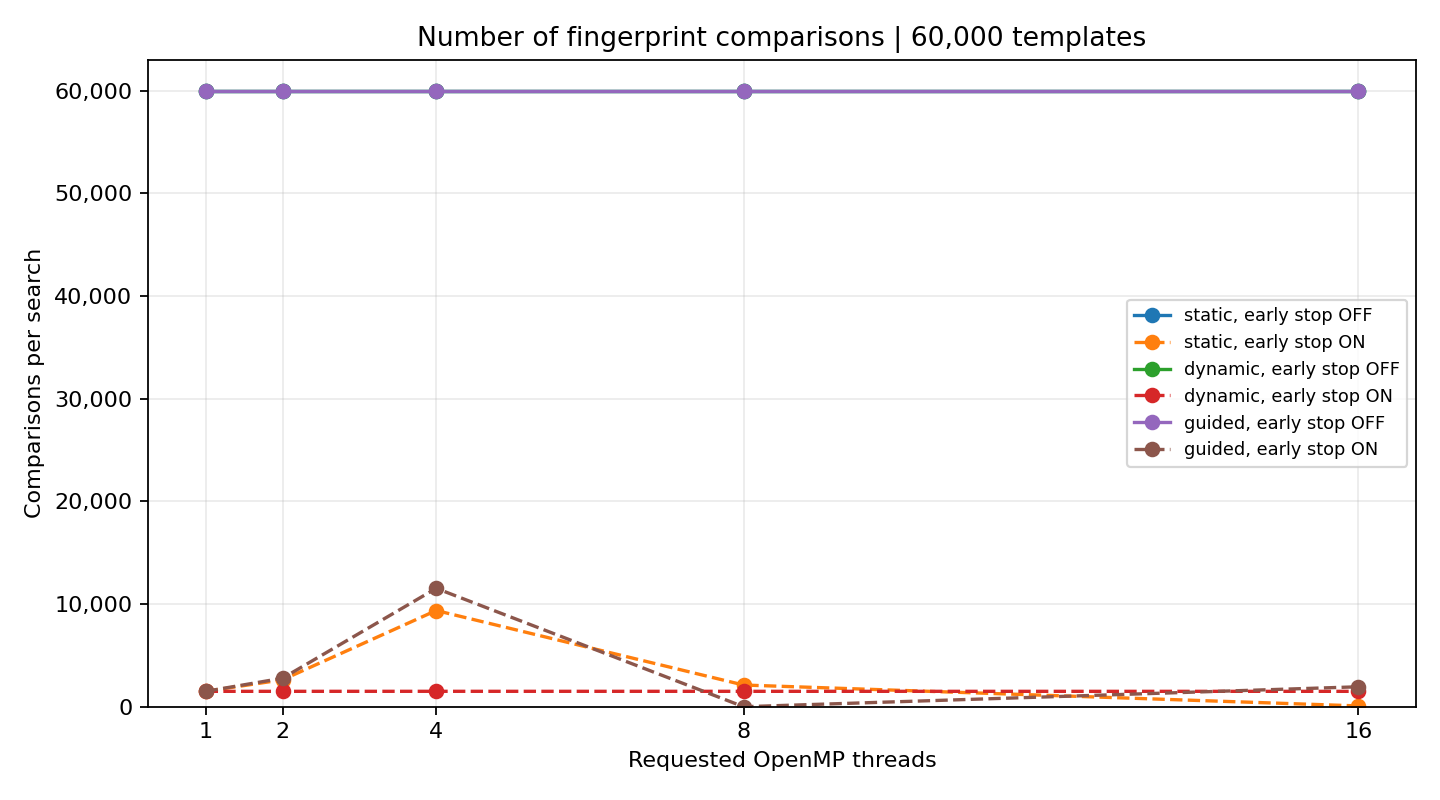 Number of fingerprint comparisons | 60,000 templates
Comparisons per search
60,000
50,000
40,000
30,000
20,000
10,000
0
static, early stop OFF
static, early stop ON
dynamic, early stop OFF
dynamic, early stop ON
guided, early stop OFF
guided, early stop ON
1 2 4 8 16
Requested OpenMP threads